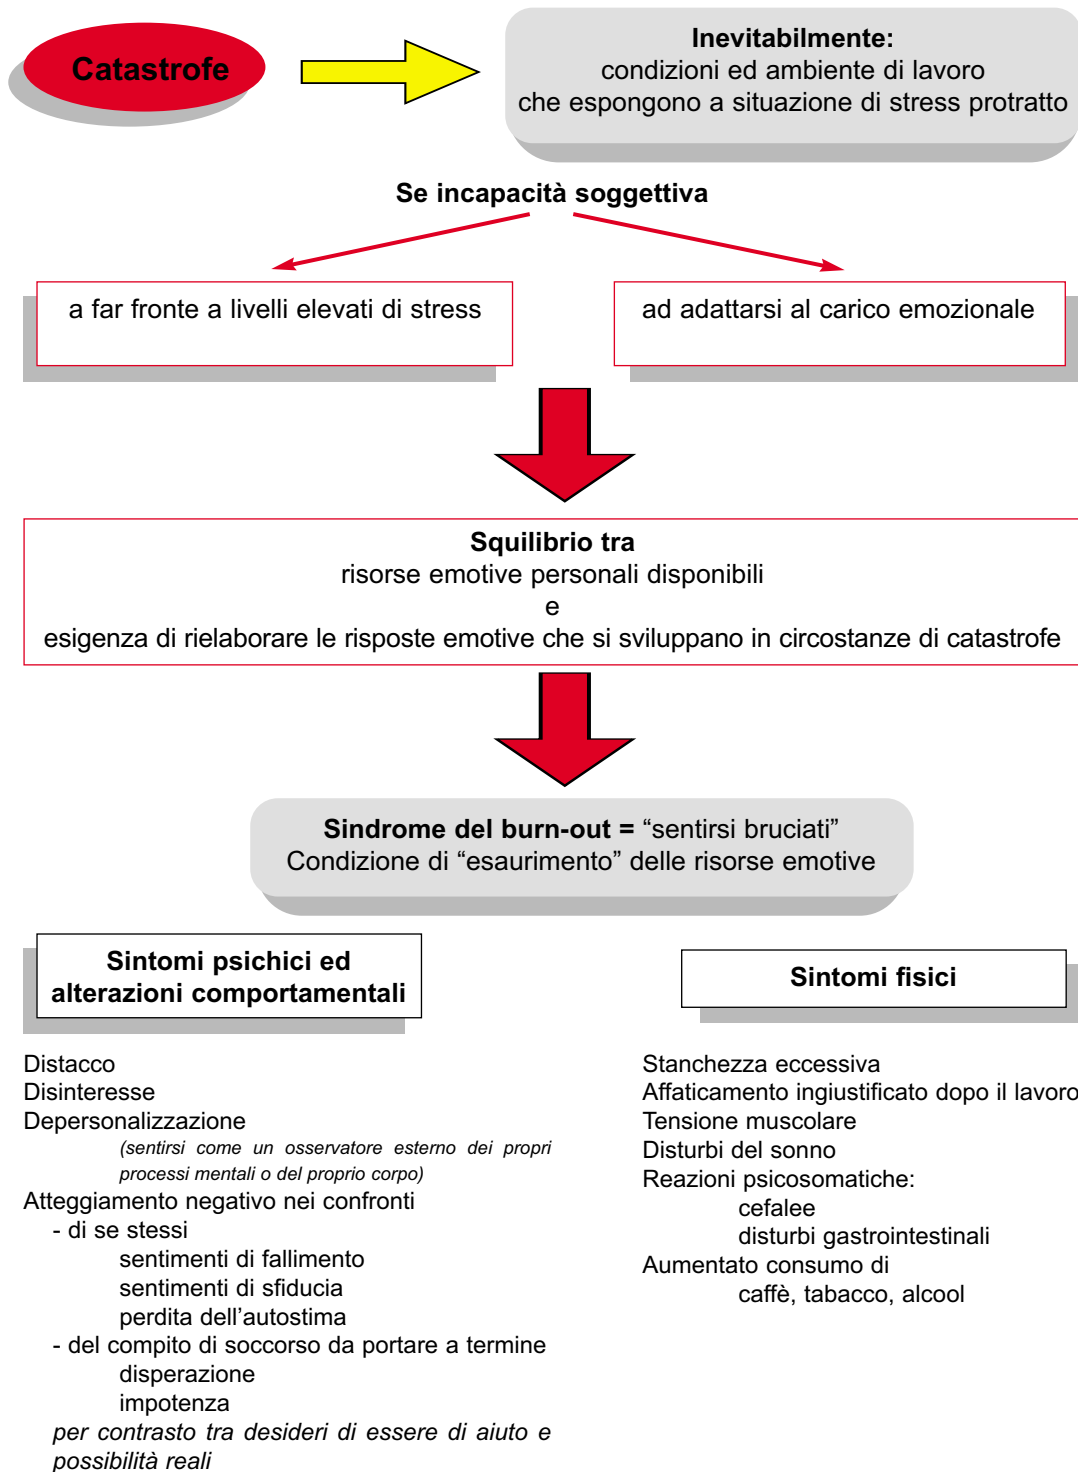 Catastrofe
Inevitabilmente:
condizioni ed ambiente di lavoro
che espongono a situazione di stress protratto
Se incapacità soggettiva
a far fronte a livelli elevati di stress
ad adattarsi al carico emozionale
Squilibrio tra
risorse emotive personali disponibili
e
esigenza di rielaborare le risposte emotive che si sviluppano in circostanze di catastrofe
Sindrome del burn-out = “sentirsi bruciati”
Condizione di “esaurimento” delle risorse emotive
Sintomi psichici ed
alterazioni comportamentali
Distacco
Disinteresse
Depersonalizzazione
(sentirsi come un osservatore esterno dei propri
processi mentali o del proprio corpo)
Atteggiamento negativo nei confronti
- di se stessi
sentimenti di fallimento
sentimenti di sfiducia
perdita dell’autostima
- del compito di soccorso da portare a termine
disperazione
impotenza
per contrasto tra desideri di essere di aiuto e
possibilità reali
Sintomi fisici
Stanchezza eccessiva
Affaticamento ingiustificato dopo il lavoro
Tensione muscolare
Disturbi del sonno
Reazioni psicosomatiche:
cefalee
disturbi gastrointestinali
Aumentato consumo di
caffè, tabacco, alcool